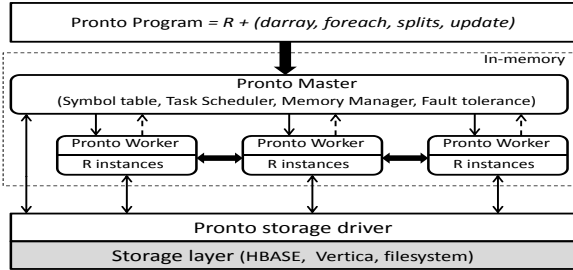 Pronto Program = R + (darray, foreach, splits, update)
In-memory
Pronto Master
(Symbol table, Task Scheduler, Memory Manager, Fault tolerance)
Pronto Worker Pronto Worker Pronto Worker
R instances R instances R instances
Pronto storage driver
Storage layer (HBASE, Vertica, filesystem)